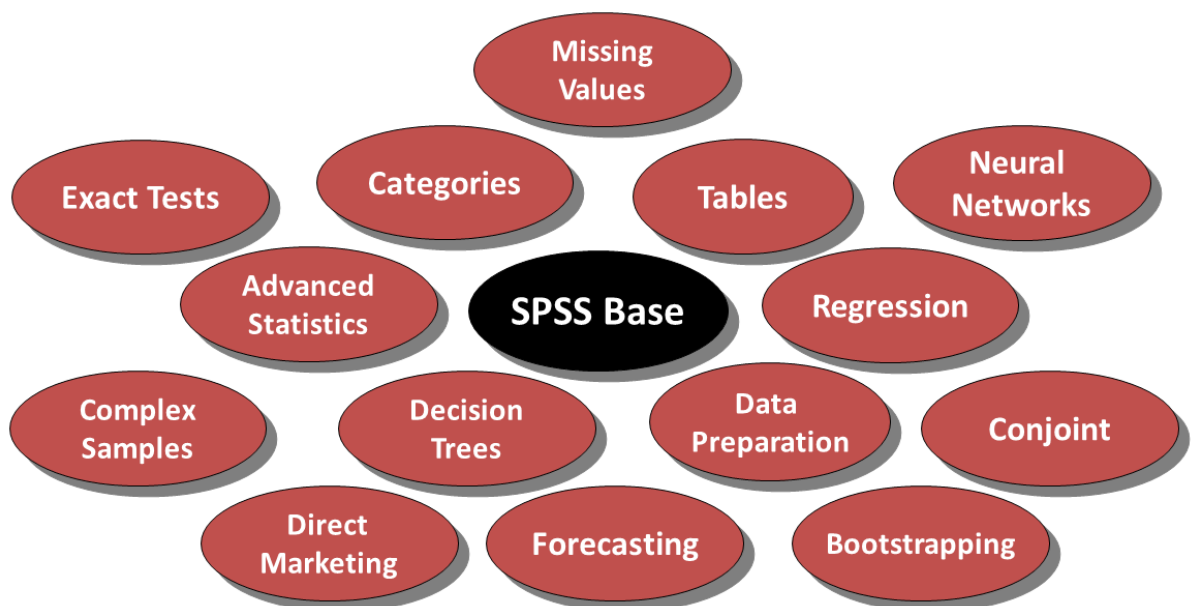 Missing
Values
Exact Tests
Categories
Tables
Neural
Networks
Advanced
Statistics
SPSS Base
Regression
Complex
Samples
Decision
Trees
Data
Preparation
Conjoint
Direct
Marketing
Forecasting
Bootstrapping